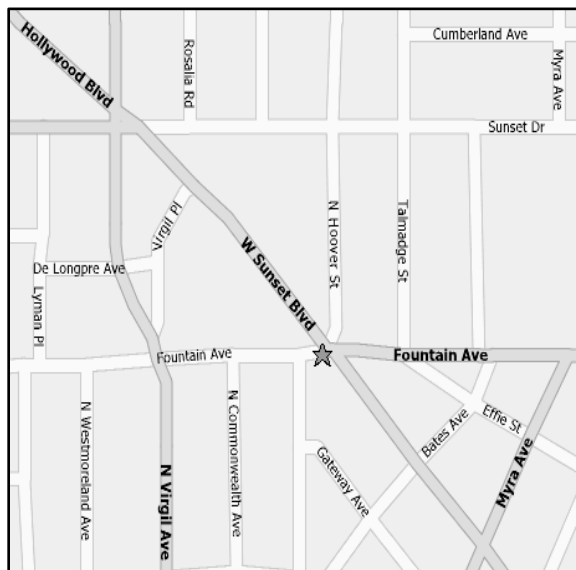 Cumberland Ave
Hollywood Blvd
Rosalia Rd
Myra Ave
Sunset Dr
Virgil Pl
N Hoover St
Talmadge St
De Longpre Ave
W Sunset Blvd
Lyman Pl
Fountain Ave
Fountain Ave
N Westmoreland Ave
N Virgil Ave
N Commonwealth Ave
Gateway Ave
Bates Ave
Effie St
Myra Ave